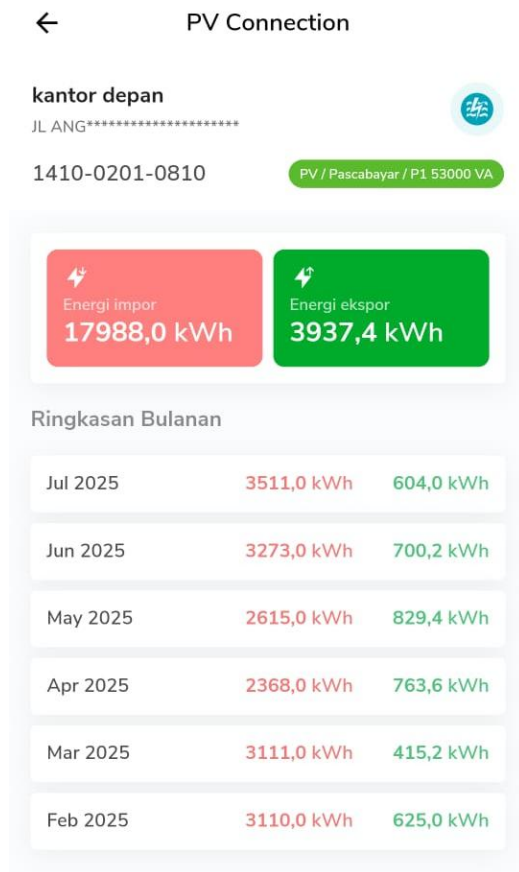 PV Connection
kantor depan
JL ANG*********************
1410-0201-0810
PV / Pascabayar / P1 53000 VA
Energi impor
17988,0 kWh
Energi ekspor
3937,4 kWh
Ringkasan Bulanan
Jul 2025 3511,0 kWh 604,0 kWh
Jun 2025 3273,0 kWh 700,2 kWh
May 2025 2615,0 kWh 829,4 kWh
Apr 2025 2368,0 kWh 763,6 kWh
Mar 2025 3111,0 kWh 415,2 kWh
Feb 2025 3110,0 kWh 625,0 kWh